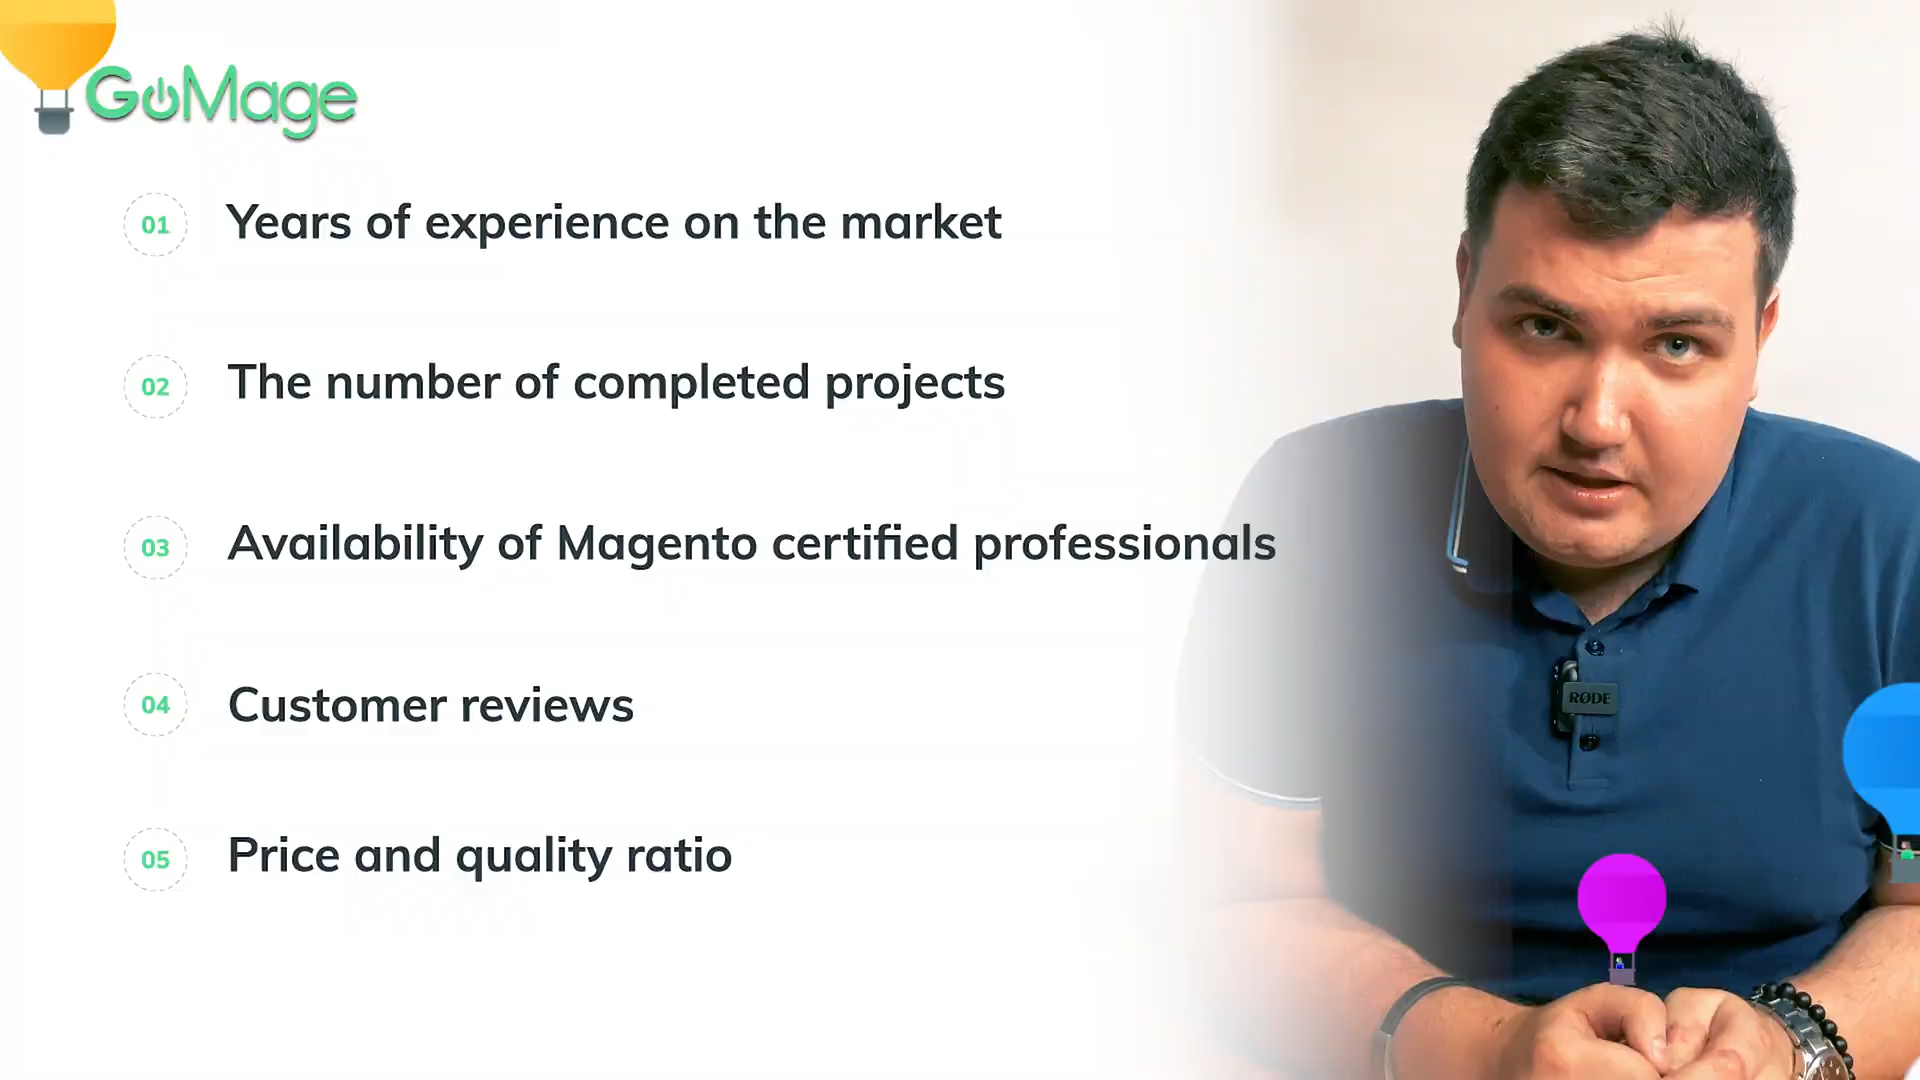 GoMage
01 Years of experience on the market
02 The number of completed projects
03 Availability of Magento certified professionals
04 Customer reviews
05 Price and quality ratio
RØDE